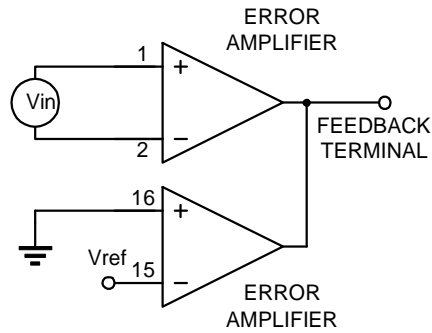 ERROR
AMPLIFIER
1
+
Vin
−
2
FEEDBACK
TERMINAL
16
+
Vref
15
−
ERROR
AMPLIFIER